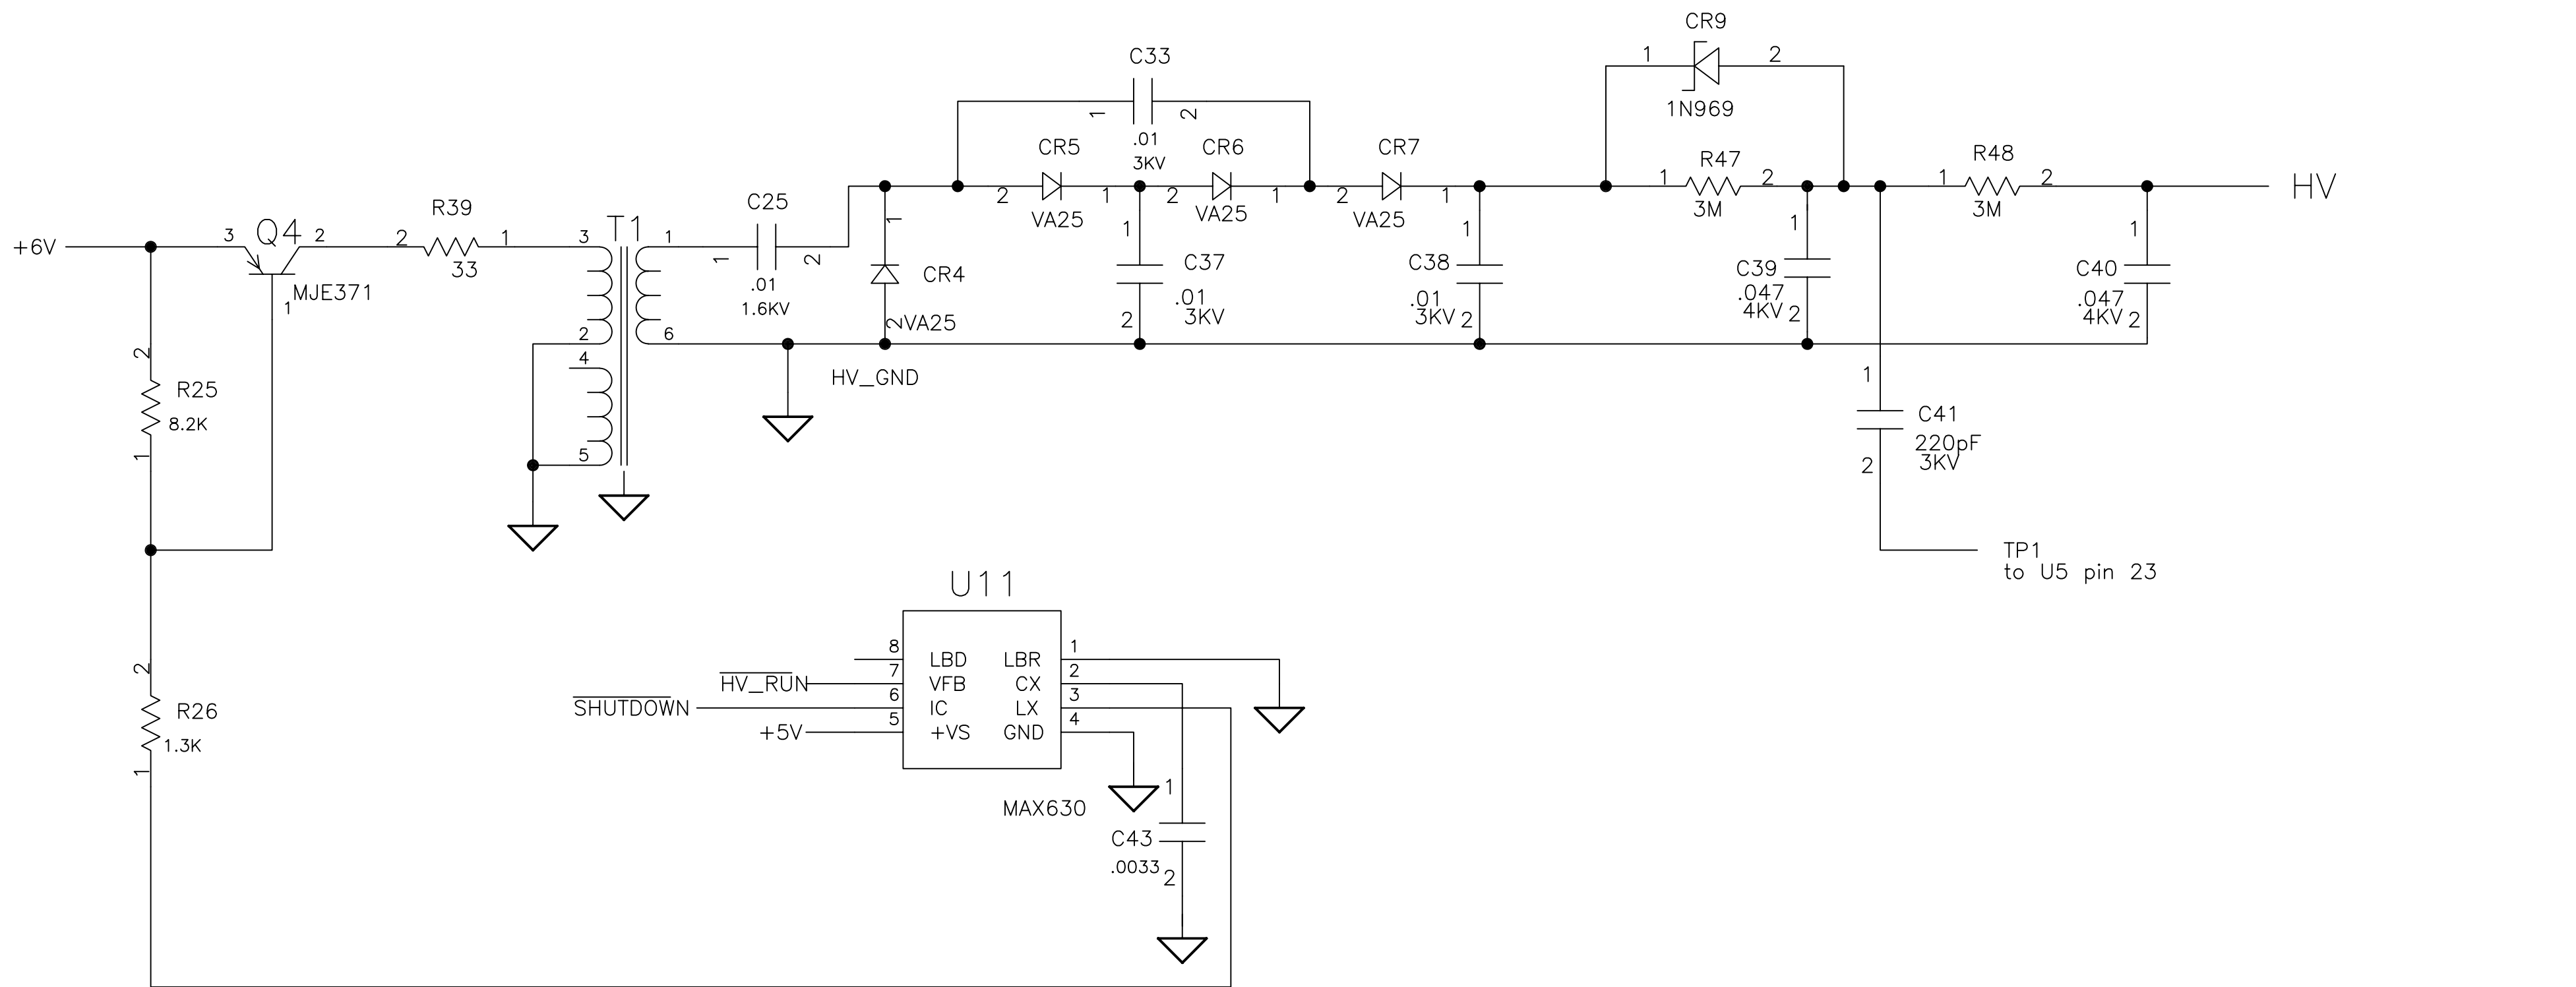 CR9
1 2
1N969
C33
1 2
.01
3KV
CR5
2 1
VA25
CR6
2 1
VA25
CR7
2 1
VA25
R47
1 2
3M
R48
1 2
3M
HV
+6V
3 Q4 2
MJE371
1
R39
2 1
33
T1
3 1
2 6
4
5
C25
1 2
.01
1.6KV
1
CR4
2 VA25
HV_GND
1
C37
.01
3KV
2
1
C38
.01
3KV 2
1
C39
.047
4KV 2
1
C40
.047
4KV 2
1
C41
220pF
3KV
2
TP1
to U5 pin 23
2
R25
8.2K
1
2
R26
1.3K
1
U11
8 LBD LBR 1
HV_RUN 7 VFB CX 2
SHUTDOWN 6 IC LX 3
+5V 5 +VS GND 4
MAX630
1
C43
.0033
2